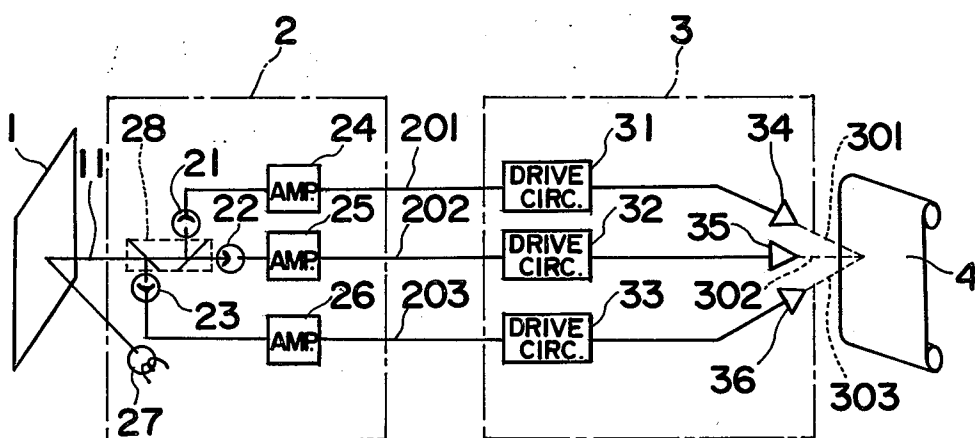 2
3
1
11
28
21
24
201
31
34
301
AMP.
DRIVE
CIRC.
22
25
202
32
35
AMP.
DRIVE
CIRC.
4
23
26
203
33
302
AMP.
DRIVE
CIRC.
27
36
303